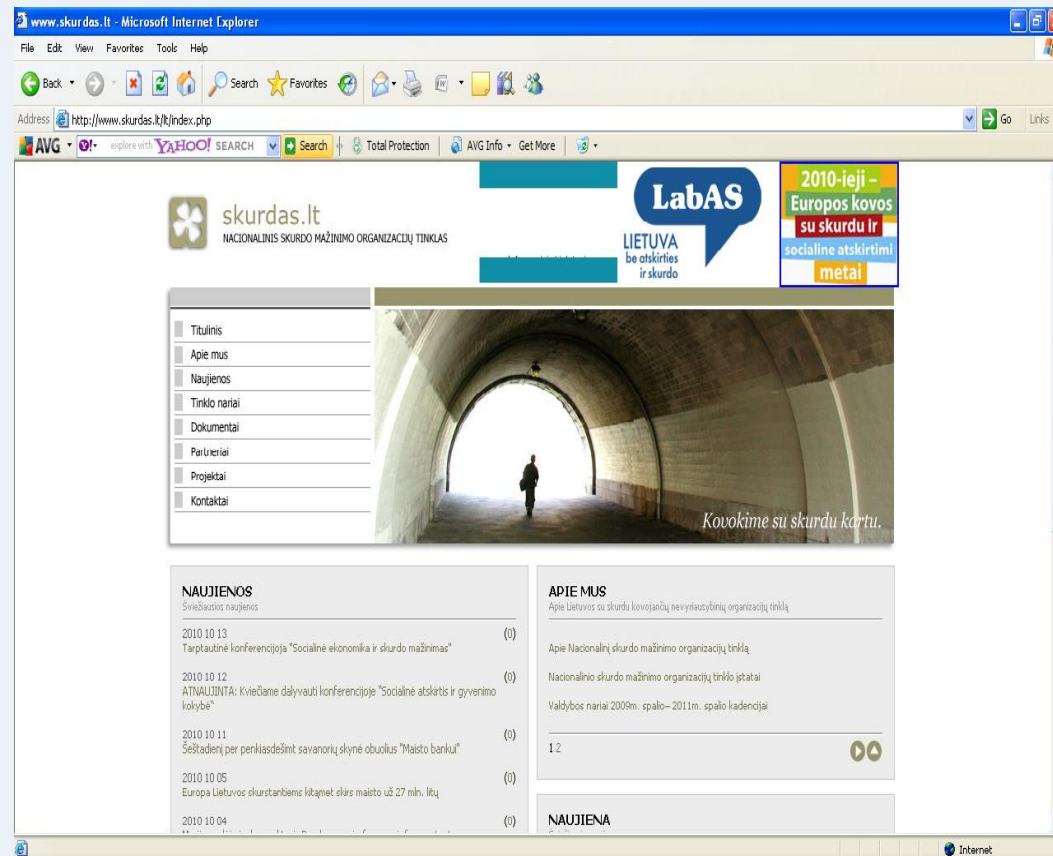 www.skurdas.lt - Microsoft Internet Explorer
File Edit View Favorites Tools Help
Back Search Favorites
Address http://www.skurdas.lt/lt/index.php Go Links
AVG explore with YAHOO! SEARCH Search Total Protection AVG Info Get More
skurdas.lt
NACIONALINIS SKURDO MAŽINIMO ORGANIZACIJŲ TINKLAS
LabAS
LIETUVA
be atskirties
ir skurdo
2010-ieji –
Europos kovos
su skurdu ir
socialine atskirtimi
metai
Titulinis
Apie mus
Naujienos
Tinklo nariai
Dokumentai
Partneriai
Projektai
Kontaktai
Kovokime su skurdu kartu.
NAUJIENOS
Šviežiausios naujienos
2010 10 13 (0)
Tarptautinė konferencijoja "Socialinė ekonomika ir skurdo mažinimas"
2010 10 12 (0)
ATNAUJINTA: Kviečiame dalyvauti konferencijoje "Socialinė atskirtis ir gyvenimo
kokybė"
2010 10 11 (0)
Šeštadienį per penkiasdešimt savanorių skynė obuolius "Maisto bankui"
2010 10 05 (0)
Europa Lietuvos skurstantiems kitąmet skirs maisto už 27 mln. litų
2010 10 04 (0)
APIE MUS
Apie Lietuvos su skurdu kovojančų nevyriausybinių organizacijų tinklą
Apie Nacionalinį skurdo mažinimo organizacijų tinklą
Nacionalinio skurdo mažinimo organizacijų tinklo įstatai
Valdybos nariai 2009m. spalio– 2011m. spalio kadencijai
1 2
NAUJIENA
Internet